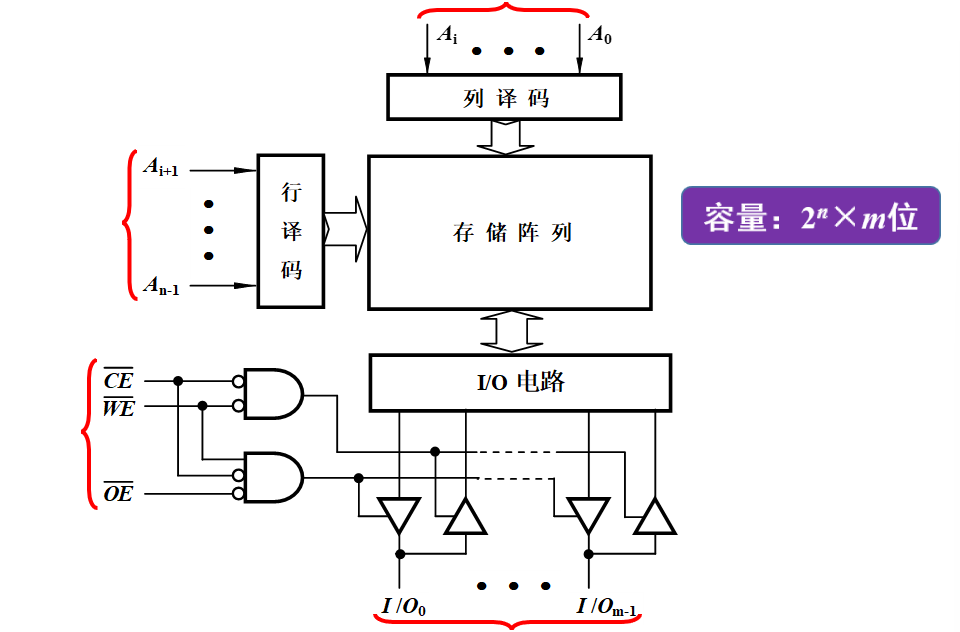 A_i A_0
列译码
A_{i+1}
A_{n-1}
行译码
存储阵列
容量：2^n×m位
\overline{CE}
\overline{WE}
\overline{OE}
I/O 电路
I/O_0 I/O_{m-1}